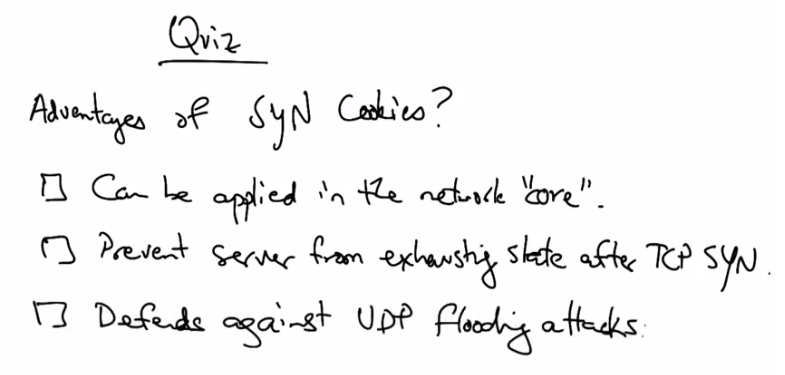 Quiz
Advantages of SYN Cookies?
Can be applied in the network "core".
Prevent server from exhausting state after TCP SYN.
Defends against UDP flooding attacks.